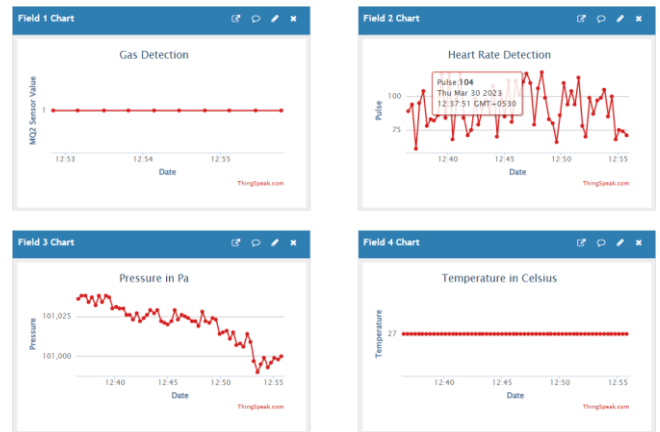 Field 1 Chart
Gas Detection
MQ2 Sensor Value
1
12:53 12:54 12:55
Date
ThingSpeak.com
Field 2 Chart
Heart Rate Detection
Pulse
100
75
Pulse:104
Thu Mar 30 2023
12:37:51 GMT+0530
12:40 12:45 12:50 12:55
Date
ThingSpeak.com
Field 3 Chart
Pressure in Pa
Pressure
101,025
101,000
12:40 12:45 12:50 12:55
Date
ThingSpeak.com
Field 4 Chart
Temperature in Celsius
Temperature
27
12:40 12:45 12:50 12:55
Date
ThingSpeak.com